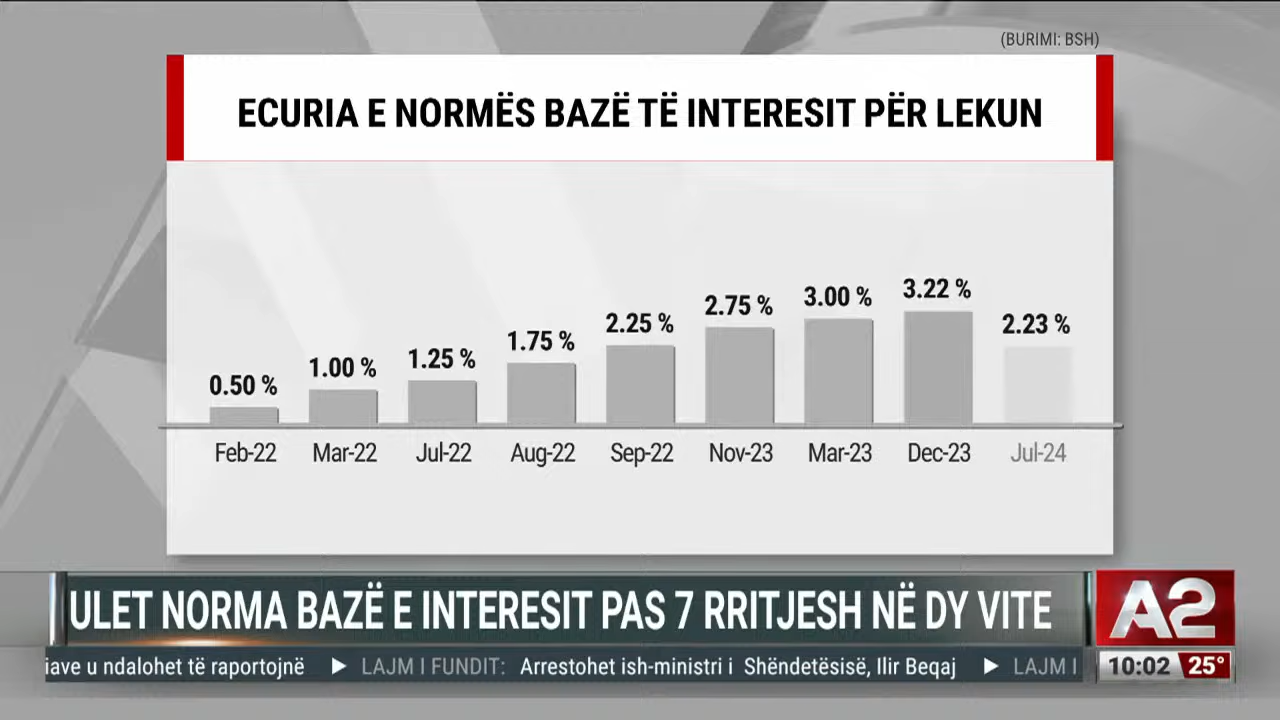 (BURIMI: BSH)
ECURIA E NORMËS BAZË TË INTERESIT PËR LEKUN
0.50 % 1.00 % 1.25 % 1.75 % 2.25 % 2.75 % 3.00 % 3.22 % 2.23 %
Feb-22 Mar-22 Jul-22 Aug-22 Sep-22 Nov-23 Mar-23 Dec-23 Jul-24
ULET NORMA BAZË E INTERESIT PAS 7 RRITJESH NË DY VITE
A2
iave u ndalohet të raportojnë ▶ LAJM I FUNDIT: Arrestohet ish-ministri i Shëndetësisë, Ilir Beqaj ▶ LAJM I
10:02 25°